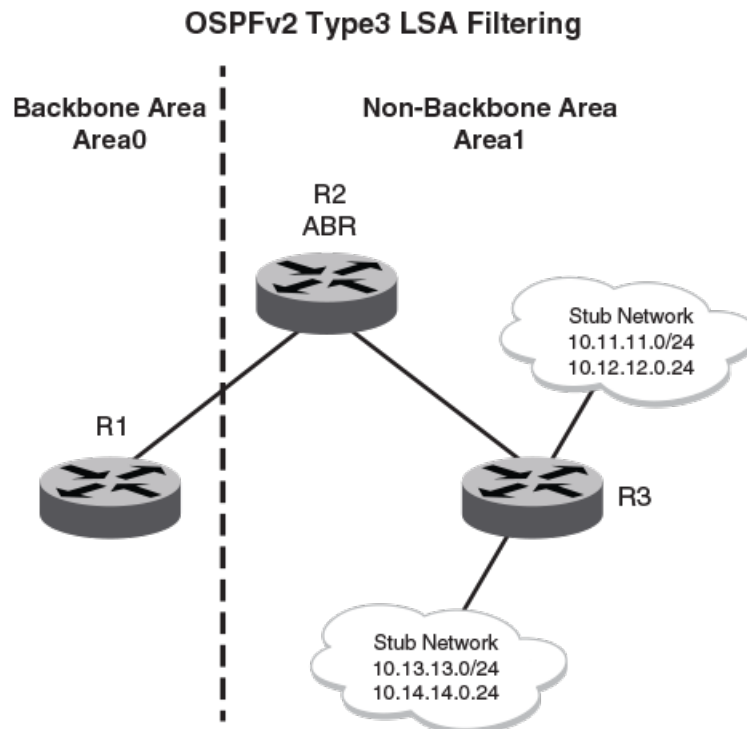 OSPFv2 Type3 LSA Filtering
Backbone Area
Area0
Non-Backbone Area
Area1
R2
ABR
Stub Network
10.11.11.0/24
10.12.12.0.24
R1
R3
Stub Network
10.13.13.0/24
10.14.14.0.24